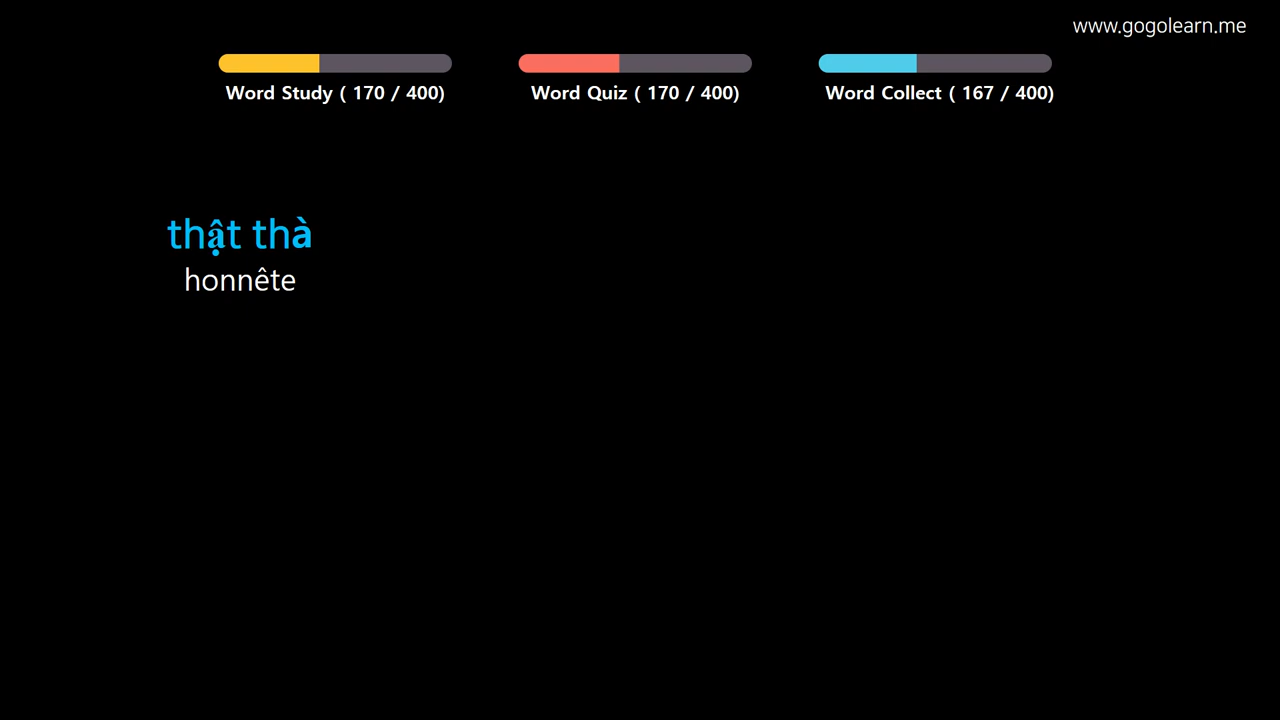 www.gogolearn.me
Word Study ( 170 / 400)
Word Quiz ( 170 / 400)
Word Collect ( 167 / 400)
thật thà
honnête